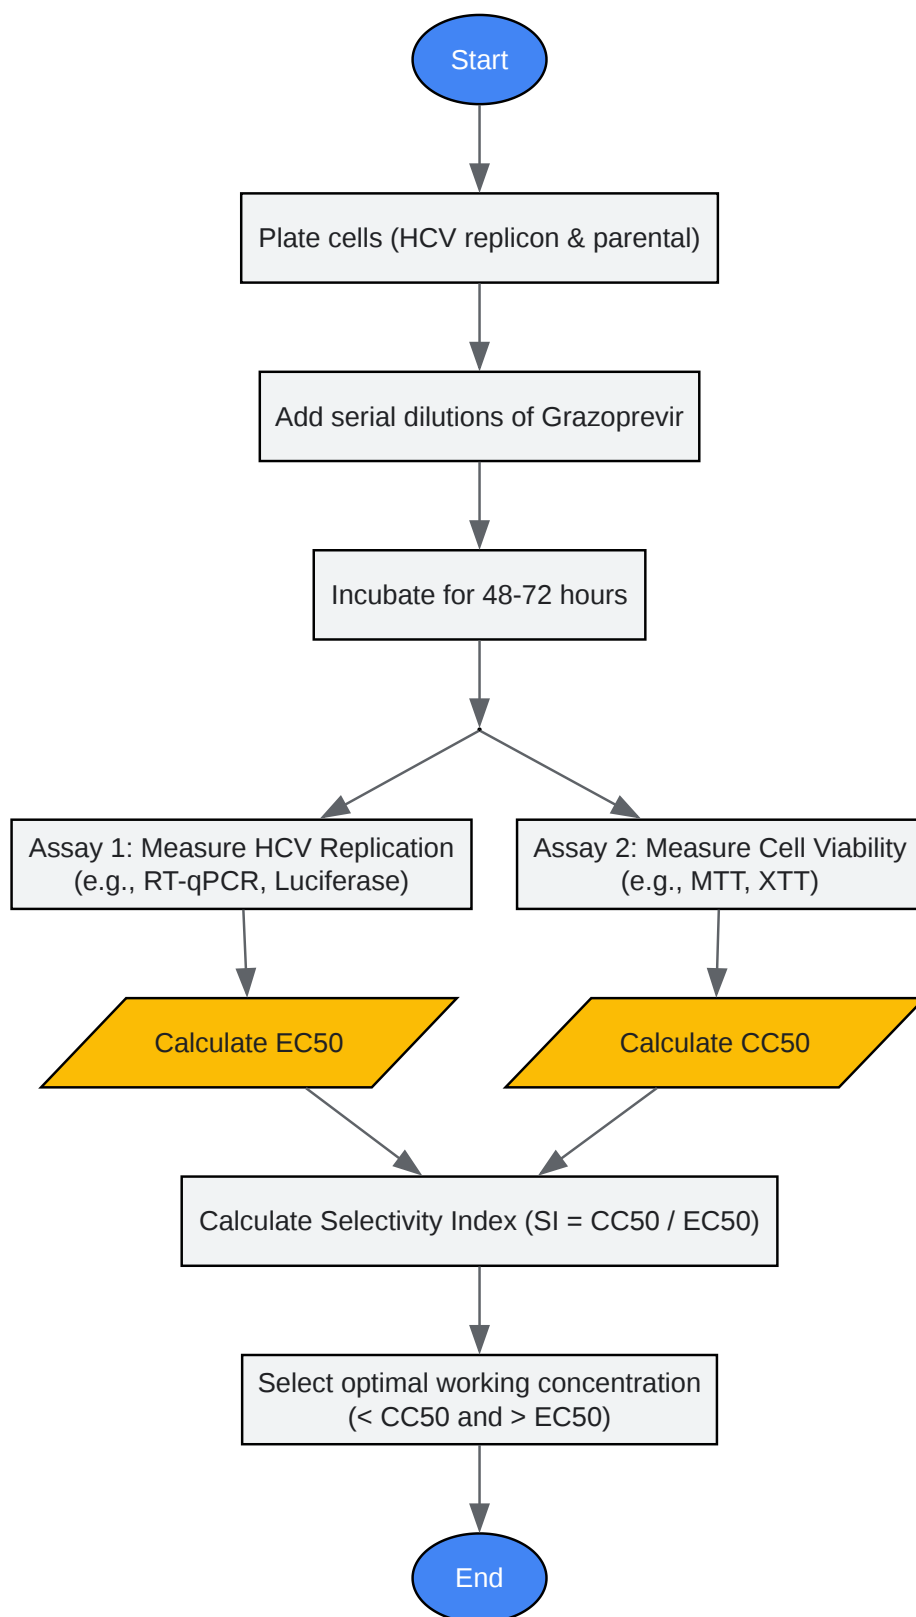 Start
Plate cells (HCV replicon & parental)
Add serial dilutions of Grazoprevir
Incubate for 48-72 hours
Assay 1: Measure HCV Replication
(e.g., RT-qPCR, Luciferase)
Assay 2: Measure Cell Viability
(e.g., MTT, XTT)
Calculate EC50
Calculate CC50
Calculate Selectivity Index (SI = CC50 / EC50)
Select optimal working concentration
(< CC50 and > EC50)
End